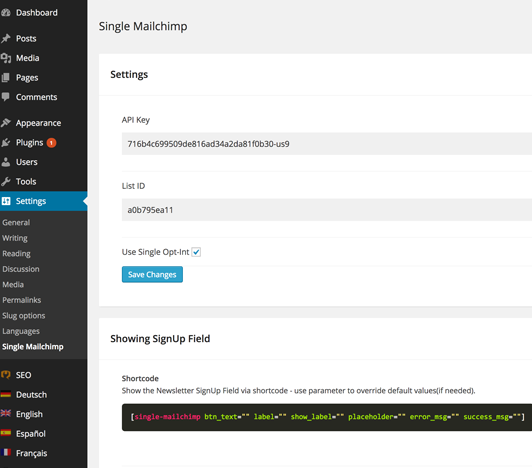 Dashboard
Posts
Media
Pages
Comments
Appearance
Plugins 1
Users
Tools
Settings
General
Writing
Reading
Discussion
Media
Permalinks
Slug options
Languages
Single Mailchimp
SEO
Deutsch
English
Español
Français
Single Mailchimp
Settings
API Key
716b4c699509de816ad34a2da81f0b30-us9
List ID
a0b795ea11
Use Single Opt-Int
Save Changes
Showing SignUp Field
Shortcode
Show the Newsletter SignUp Field via shortcode - use parameter to override default values(if needed).
[single-mailchimp btn_text="" label="" show_label="" placeholder="" error_msg="" success_msg=""]